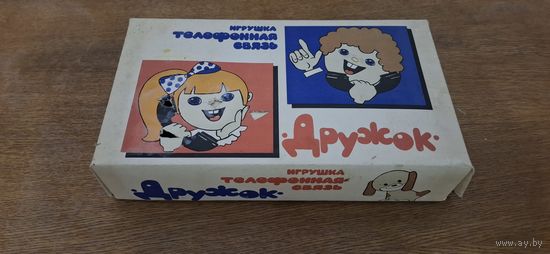 ИГРУШКА
ТЕЛЕФОННАЯ
СВЯЗЬ
·ДРУЖОК·
ИГРУШКА
ТЕЛЕФОННАЯ
СВЯЗЬ
ДРУЖОК
www.ay.by